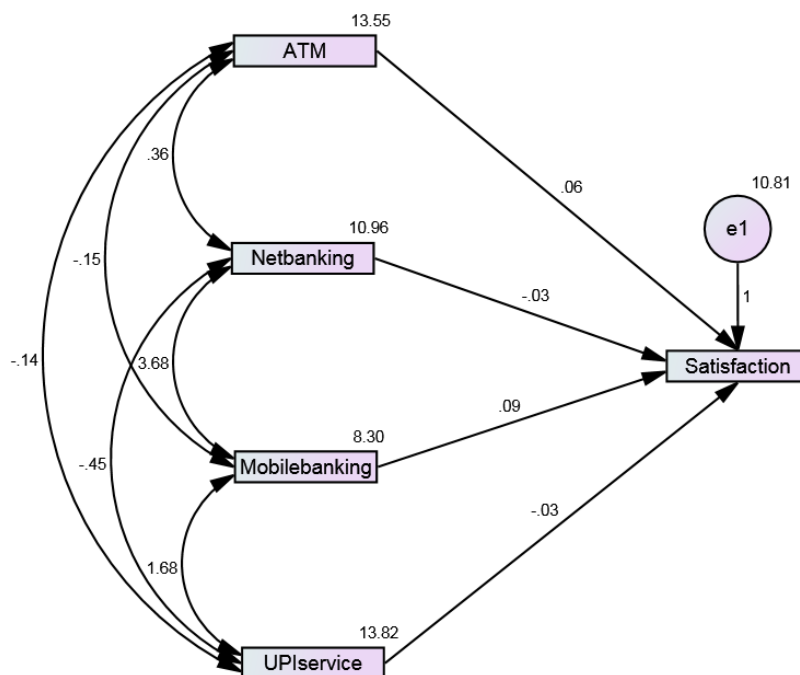 13.55
ATM
.36
.06
10.81
e1
10.96
Netbanking
-.15
-.03
1
-.14
3.68
Satisfaction
.09
8.30
-.45
Mobilebanking
-.03
1.68
13.82
UPIservice